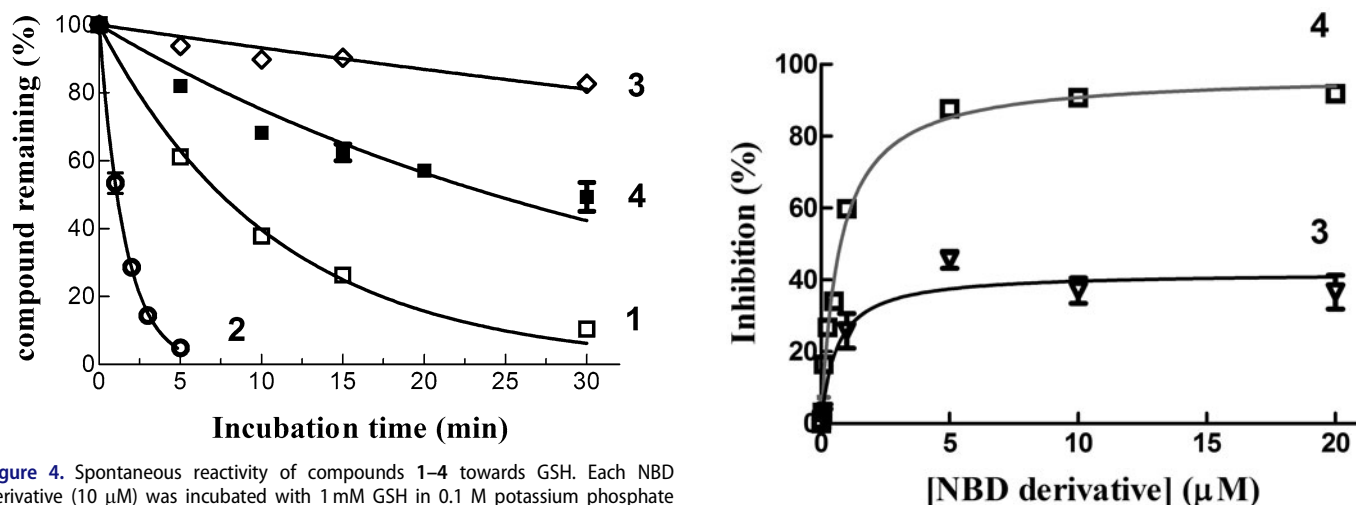 100
80
60
40
20
0
compound remaining (%)
3
4
1
2
0 5 10 15 20 25 30
Incubation time (min)
gure 4. Spontaneous reactivity of compounds 1–4 towards GSH. Each NBD
erivative (10 μM) was incubated with 1 mM GSH in 0.1 M potassium phosphate
4
100
80
60
40
20
0
Inhibition (%)
3
0 5 10 15 20
[NBD derivative] (μM)